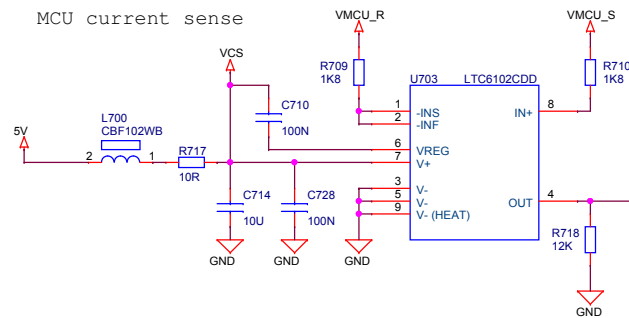 MCU current sense
VMCU_R
VMCU_S
VCS
R709
1K8
U703
LTC6102CDD
R710
1K8
C710
100N
1
-INS
2
-INF
IN+
8
L700
CBF102WB
5V
2
1
R717
10R
6
VREG
7
V+
3
V-
5
V-
9
V- (HEAT)
OUT
4
C714
10U
C728
100N
R718
12K
GND
GND
GND
GND